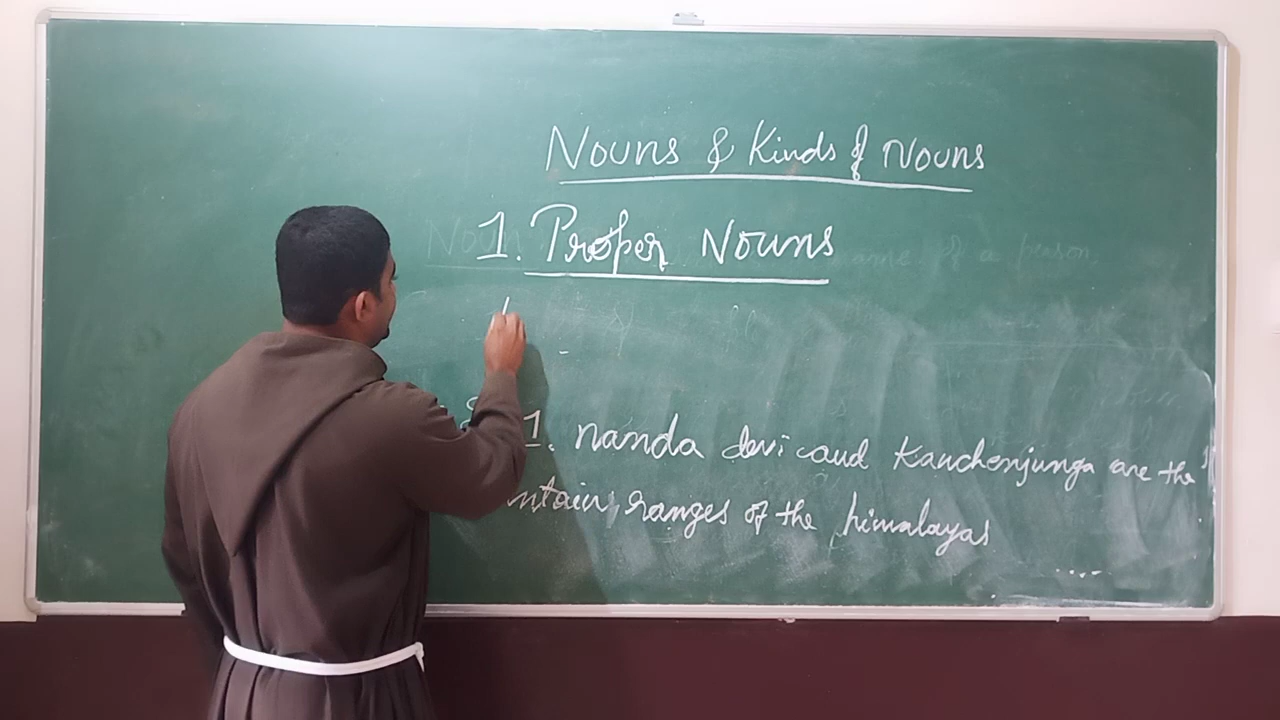 Nouns & Kinds of Nouns
1. Proper Nouns
1. Nanda devi and Kanchenjunga are the
ntain ranges of the himalayas